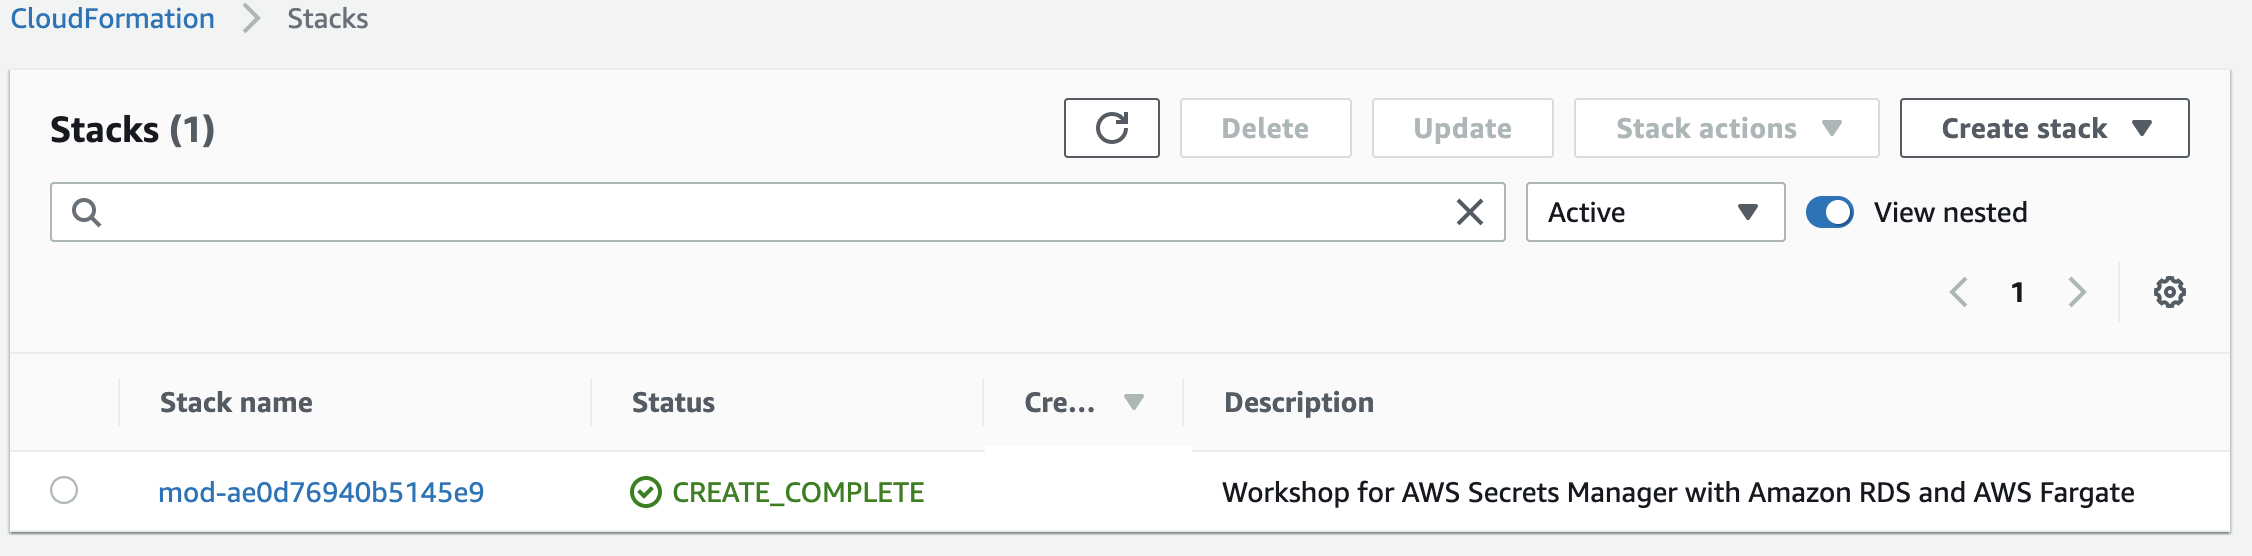 CloudFormation > Stacks
Stacks (1) Delete Update Stack actions Create stack
Active View nested
1
Stack name Status Cre... Description
mod-ae0d76940b5145e9 CREATE_COMPLETE Workshop for AWS Secrets Manager with Amazon RDS and AWS Fargate